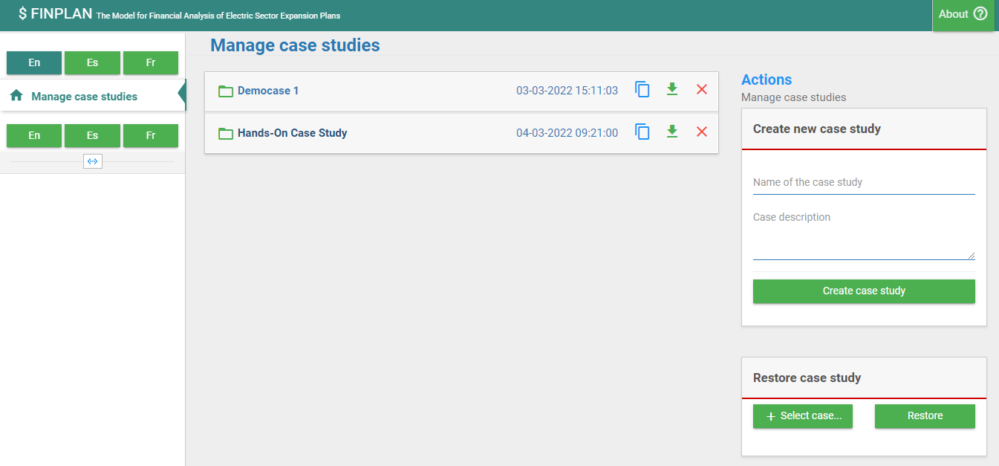 $ FINPLAN The Model for Financial Analysis of Electric Sector Expansion Plans
About ?
En Es Fr
Manage case studies
En Es Fr
Manage case studies
Democase 1 03-03-2022 15:11:03
Hands-On Case Study 04-03-2022 09:21:00
Actions
Manage case studies
Create new case study
Name of the case study
Case description
Create case study
Restore case study
+ Select case... Restore